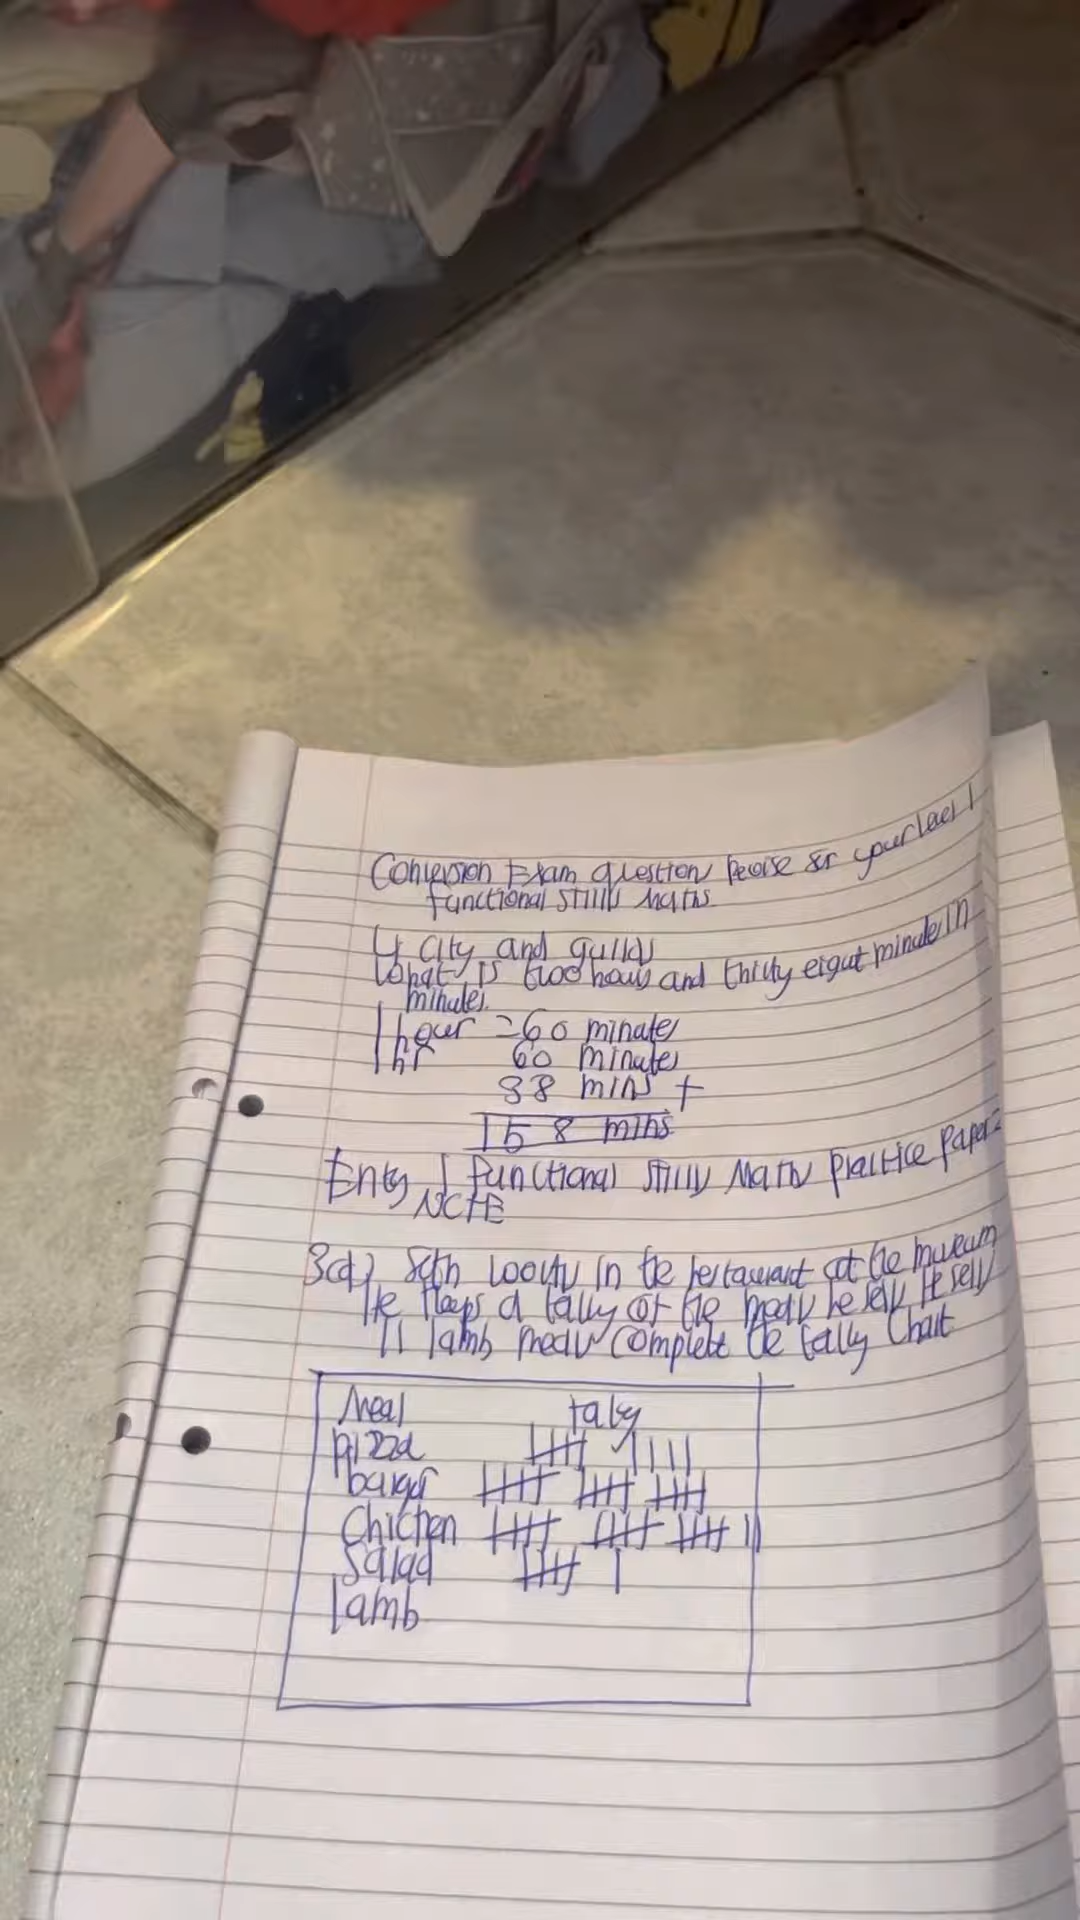 Conversion Exam question Revise for your level 1
functional skills Maths
4 city and guilds
What is two hours and thirty eight minutes in
minutes.
1 hour = 60 minutes
1 hr 60 minutes
38 mins +
158 mins
Entry 1 functional skills Maths practice paper 2
NCFE
3(d) Seth works in the restaurant at the museum
He keeps a tally of the meals he sells He sells
11 lamb meals complete the tally chart
Meal tally
pizza
burger
Chicken
Salad
lamb